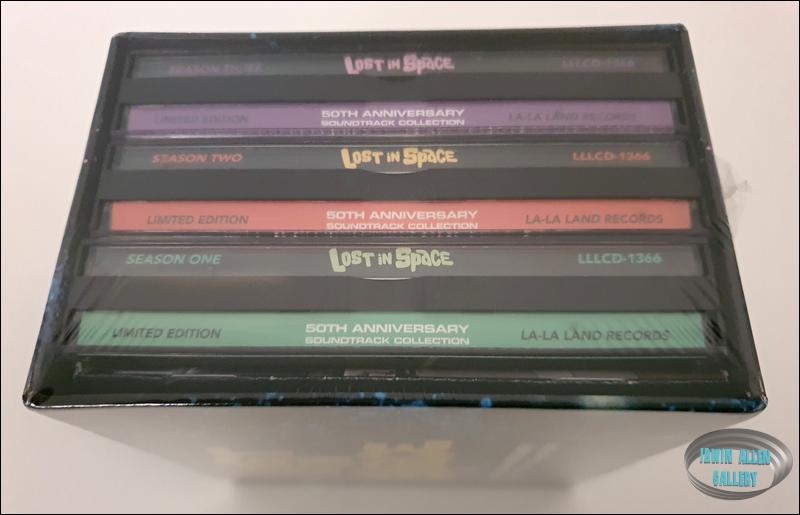 SEASON THREE LOST IN SPACE LLLCD-1366
LIMITED EDITION 50TH ANNIVERSARY SOUNDTRACK COLLECTION LA-LA LAND RECORDS
SEASON TWO LOST IN SPACE LLLCD-1366
LIMITED EDITION 50TH ANNIVERSARY SOUNDTRACK COLLECTION LA-LA LAND RECORDS
SEASON ONE LOST IN SPACE LLLCD-1366
LIMITED EDITION 50TH ANNIVERSARY SOUNDTRACK COLLECTION LA-LA LAND RECORDS
IRWIN ALLEN
GALLERY